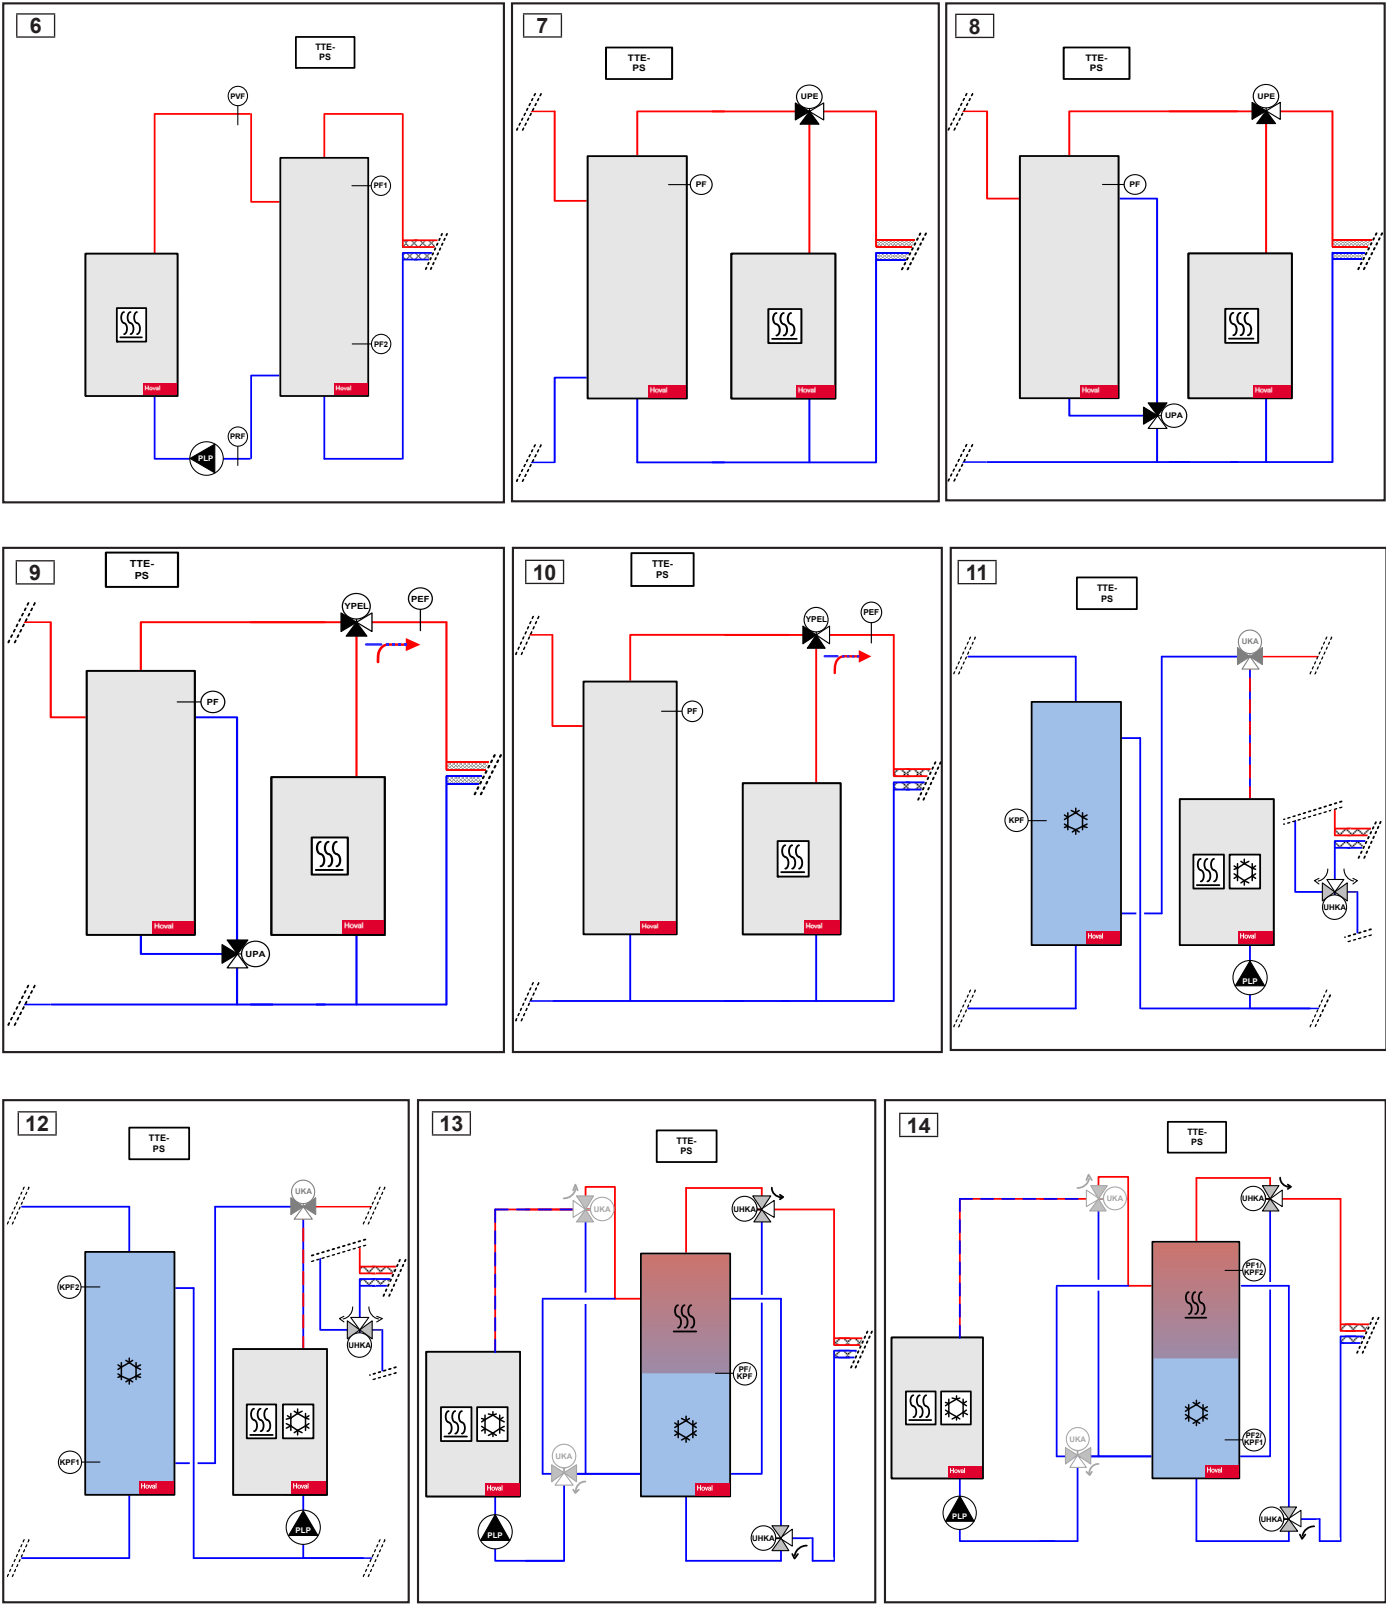 6
TTE-
PS
PVF
PF1
PF2
Hoval
Hoval
PRF
PLP
7
TTE-
PS
UPE
PF
Hoval
Hoval
8
TTE-
PS
UPE
PF
Hoval
Hoval
UPA
9
TTE-
PS
YPEL
PEF
PF
Hoval
Hoval
UPA
10
TTE-
PS
YPEL
PEF
PF
Hoval
Hoval
11
TTE-
PS
UKA
KPF
UHKA
Hoval
Hoval
PLP
12
TTE-
PS
UKA
KPF2
UHKA
KPF1
Hoval
Hoval
PLP
13
TTE-
PS
UKA
UHKA
PF/
KPF
UKA
Hoval
Hoval
PLP
UHKA
14
TTE-
PS
UKA
UHKA
PF1/
KPF2
UKA
PF2/
KPF1
Hoval
Hoval
PLP
UHKA